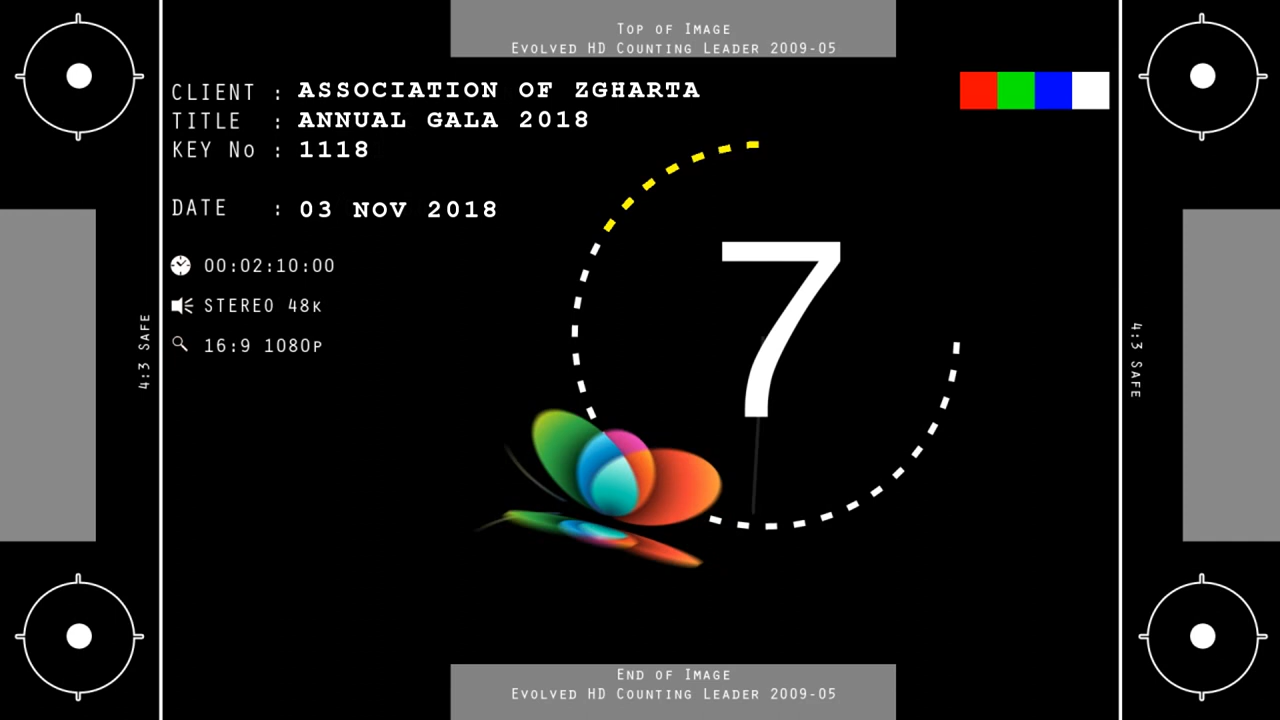 Top of Image
Evolved HD Counting Leader 2009-05
CLIENT : ASSOCIATION OF ZGHARTA
TITLE : ANNUAL GALA 2018
KEY No : 1118
DATE : 03 NOV 2018
00:02:10:00
STEREO 48K
16:9 1080P
7
4:3 SAFE
4:3 SAFE
End of Image
Evolved HD Counting Leader 2009-05